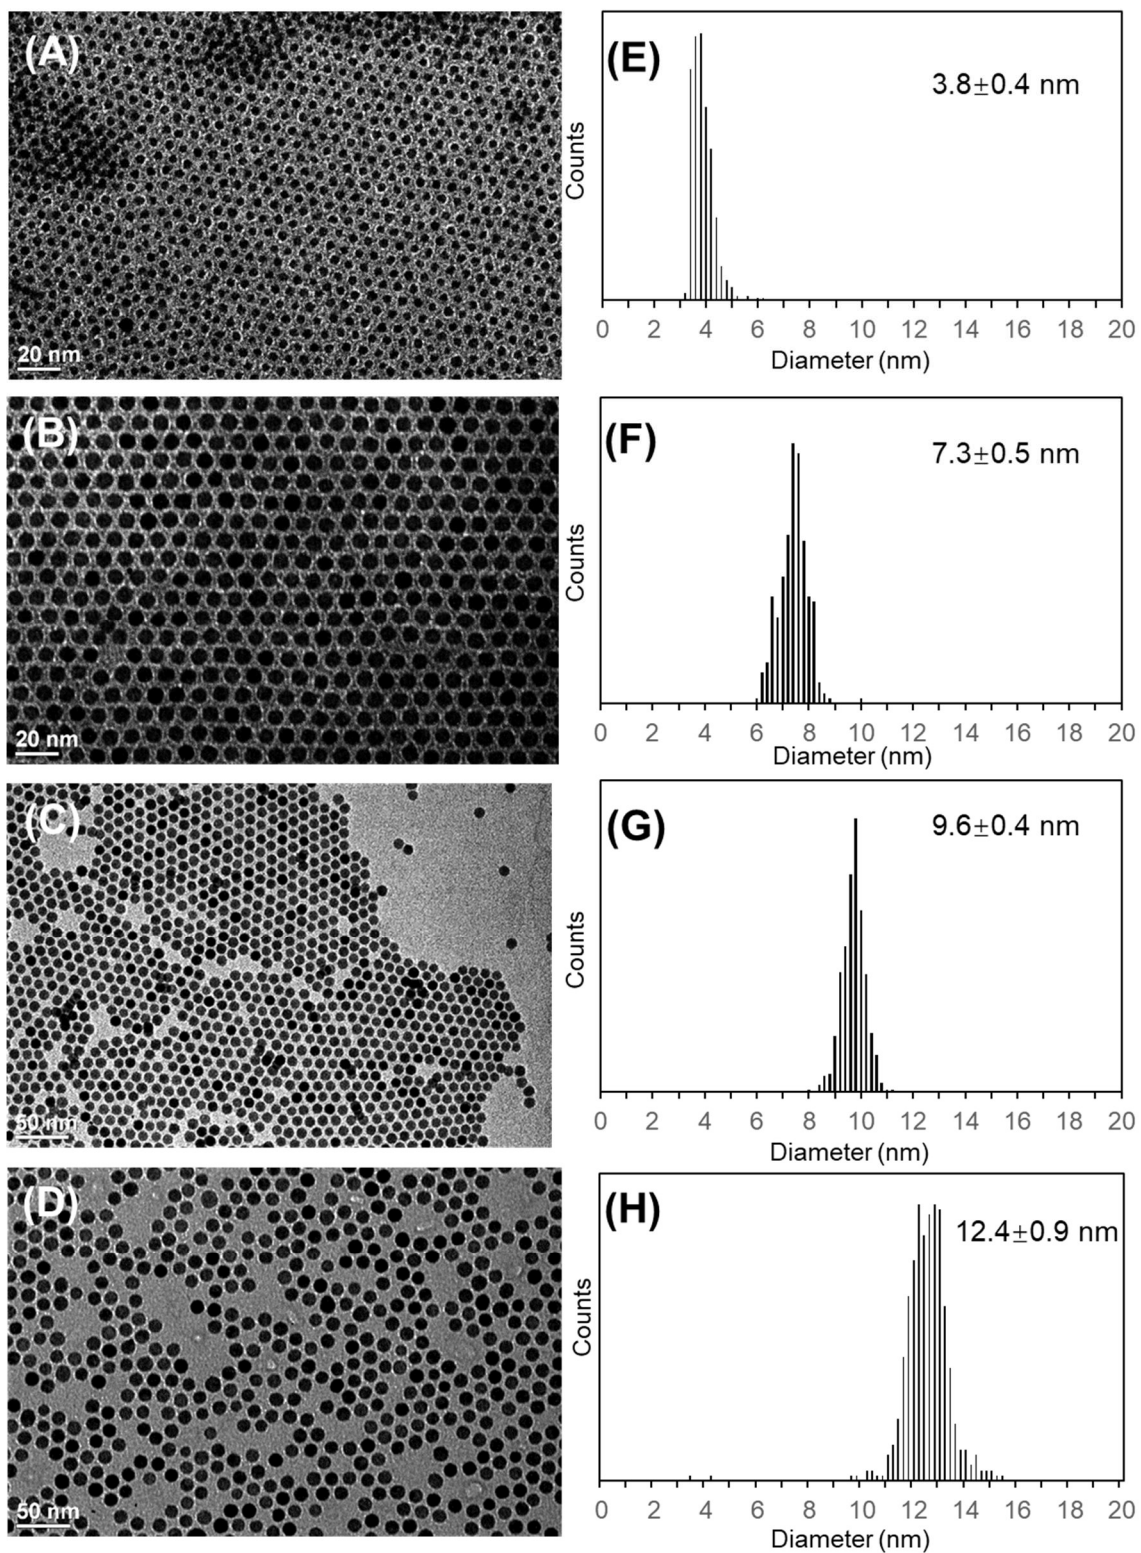 (A)
20 nm
(E)
3.8±0.4 nm
Counts
0 2 4 6 8 10 12 14 16 18 20
Diameter (nm)
(B)
20 nm
(F)
7.3±0.5 nm
Counts
0 2 4 6 8 10 12 14 16 18 20
Diameter (nm)
(C)
50 nm
(G)
9.6±0.4 nm
Counts
0 2 4 6 8 10 12 14 16 18 20
Diameter (nm)
(D)
50 nm
(H)
12.4±0.9 nm
Counts
0 2 4 6 8 10 12 14 16 18 20
Diameter (nm)